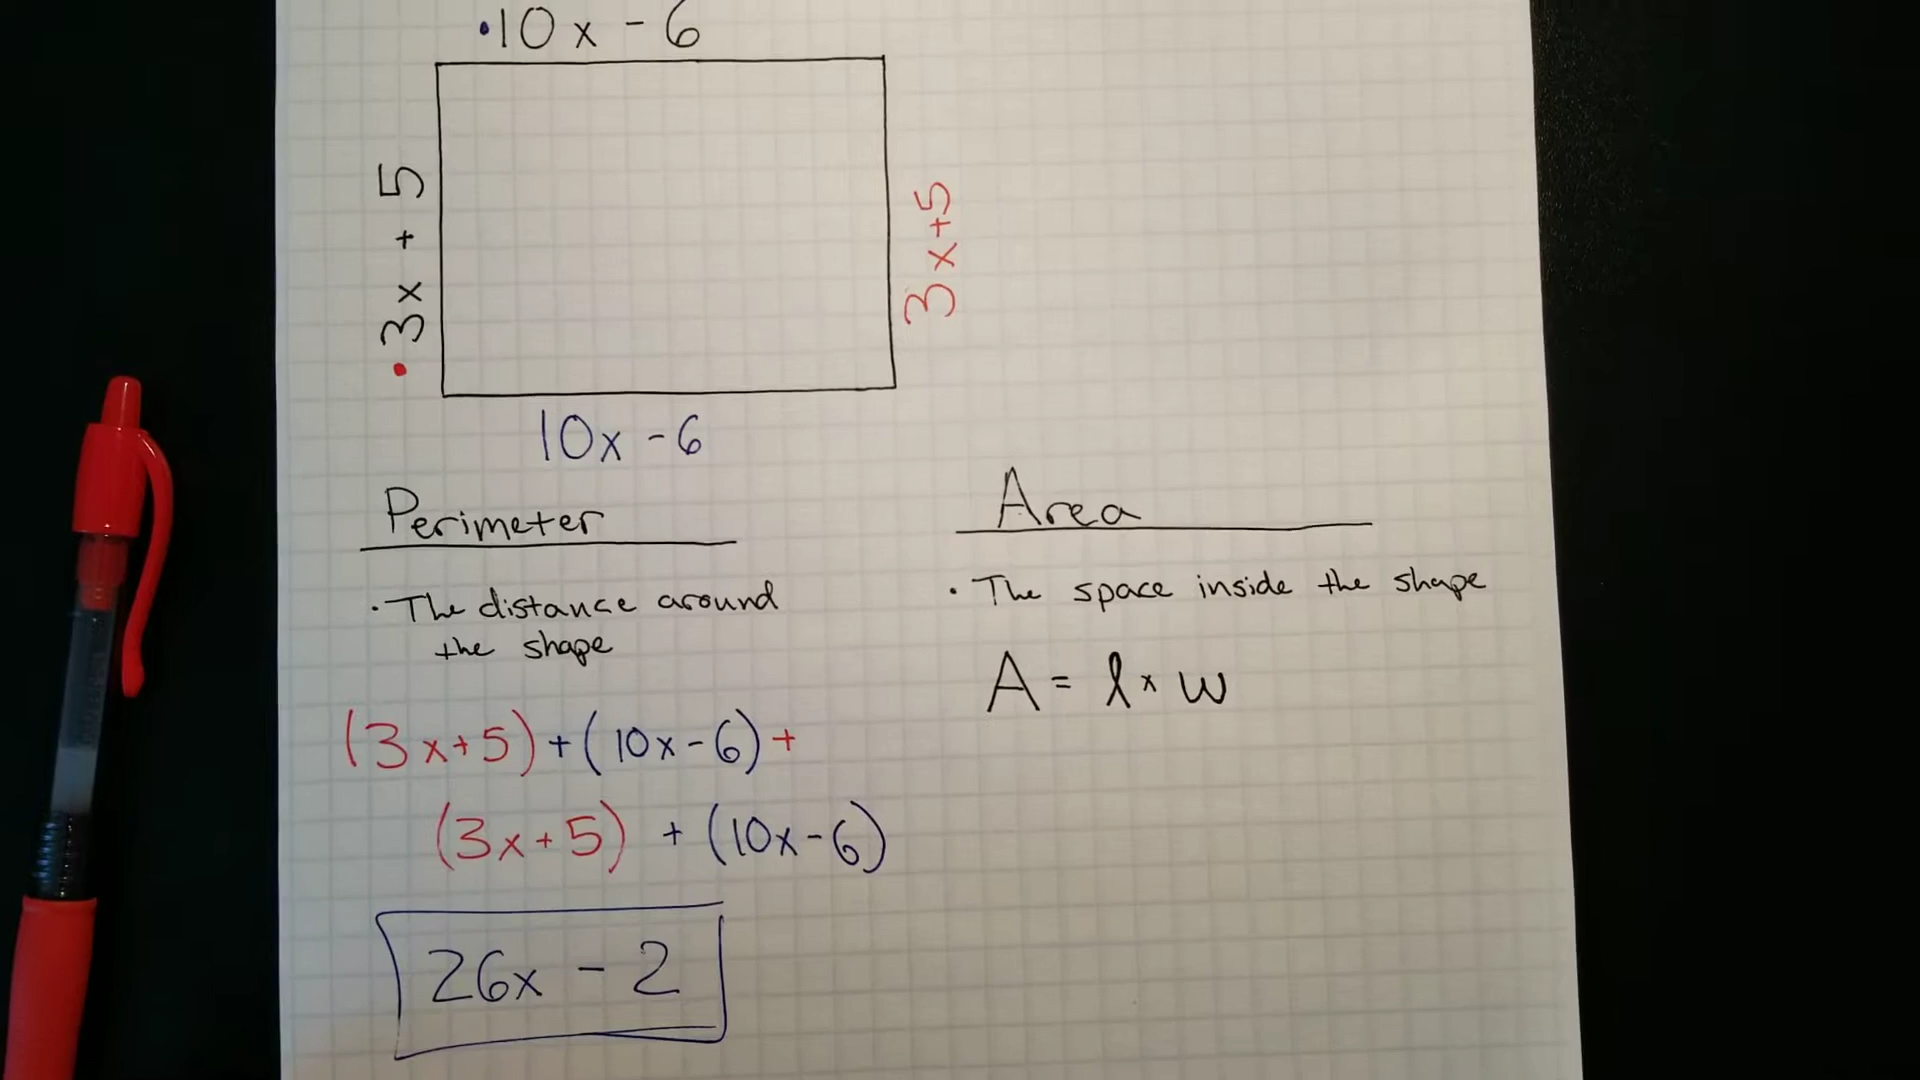 ·10x - 6
·3x + 5
3x+5
10x - 6
Perimeter
· The distance around
the shape
(3x+5)+(10x-6)+
(3x+5) + (10x-6)
26x - 2
Area
· The space inside the shape
A = l × w